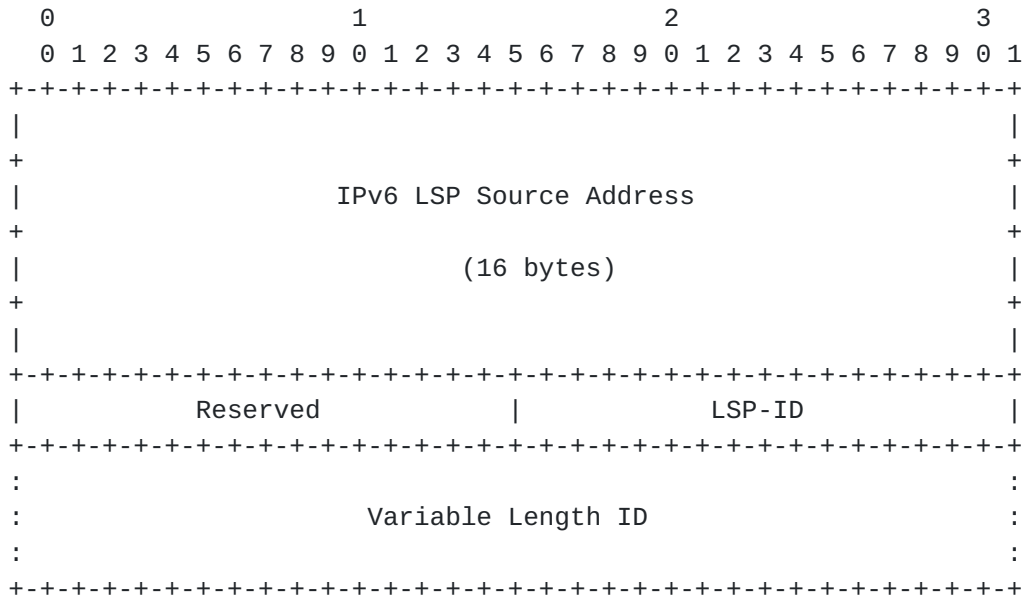 0                   1                   2                   3
   0 1 2 3 4 5 6 7 8 9 0 1 2 3 4 5 6 7 8 9 0 1 2 3 4 5 6 7 8 9 0 1
 +-+-+-+-+-+-+-+-+-+-+-+-+-+-+-+-+-+-+-+-+-+-+-+-+-+-+-+-+-+-+-+-+
 |                                                               |
 +                                                               +
 |                    IPv6 LSP Source Address                    |
 +                                                               +
 |                            (16 bytes)                         |
 +                                                               +
 |                                                               |
 +-+-+-+-+-+-+-+-+-+-+-+-+-+-+-+-+-+-+-+-+-+-+-+-+-+-+-+-+-+-+-+-+
 |           Reserved            |            LSP-ID             |
 +-+-+-+-+-+-+-+-+-+-+-+-+-+-+-+-+-+-+-+-+-+-+-+-+-+-+-+-+-+-+-+-+
 :                                                               :
 :                      Variable Length ID                       :
 :                                                               :
 +-+-+-+-+-+-+-+-+-+-+-+-+-+-+-+-+-+-+-+-+-+-+-+-+-+-+-+-+-+-+-+-+